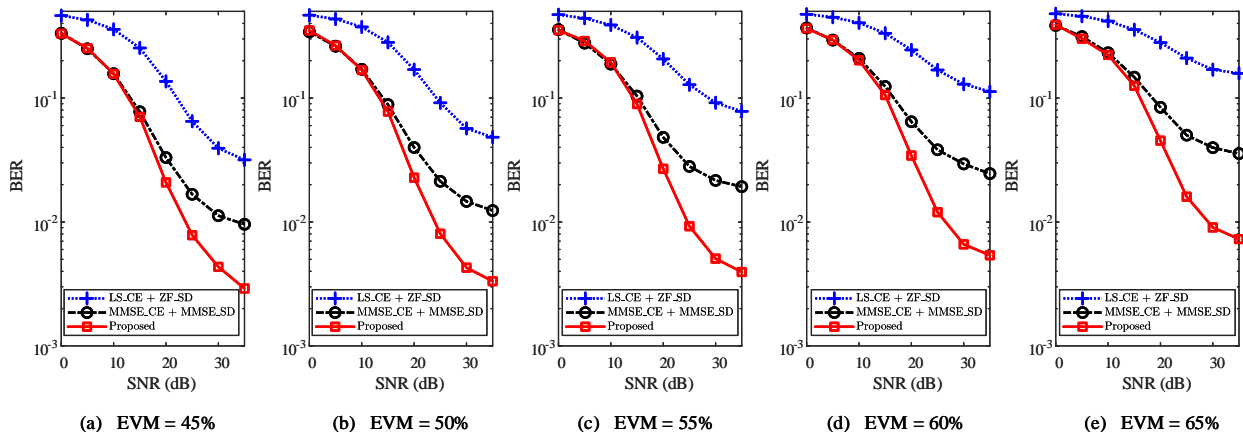 10^-1
10^-2
10^-3
BER
LS_CE + ZF_SD
MMSE_CE + MMSE_SD
Proposed
0 10 20 30
SNR (dB)
(a) EVM = 45%
10^-1
10^-2
10^-3
BER
LS_CE + ZF_SD
MMSE_CE + MMSE_SD
Proposed
0 10 20 30
SNR (dB)
(b) EVM = 50%
10^-1
10^-2
10^-3
BER
LS_CE + ZF_SD
MMSE_CE + MMSE_SD
Proposed
0 10 20 30
SNR (dB)
(c) EVM = 55%
10^-1
10^-2
10^-3
BER
LS_CE + ZF_SD
MMSE_CE + MMSE_SD
Proposed
0 10 20 30
SNR (dB)
(d) EVM = 60%
10^-1
10^-2
10^-3
BER
LS_CE + ZF_SD
MMSE_CE + MMSE_SD
Proposed
0 10 20 30
SNR (dB)
(e) EVM = 65%